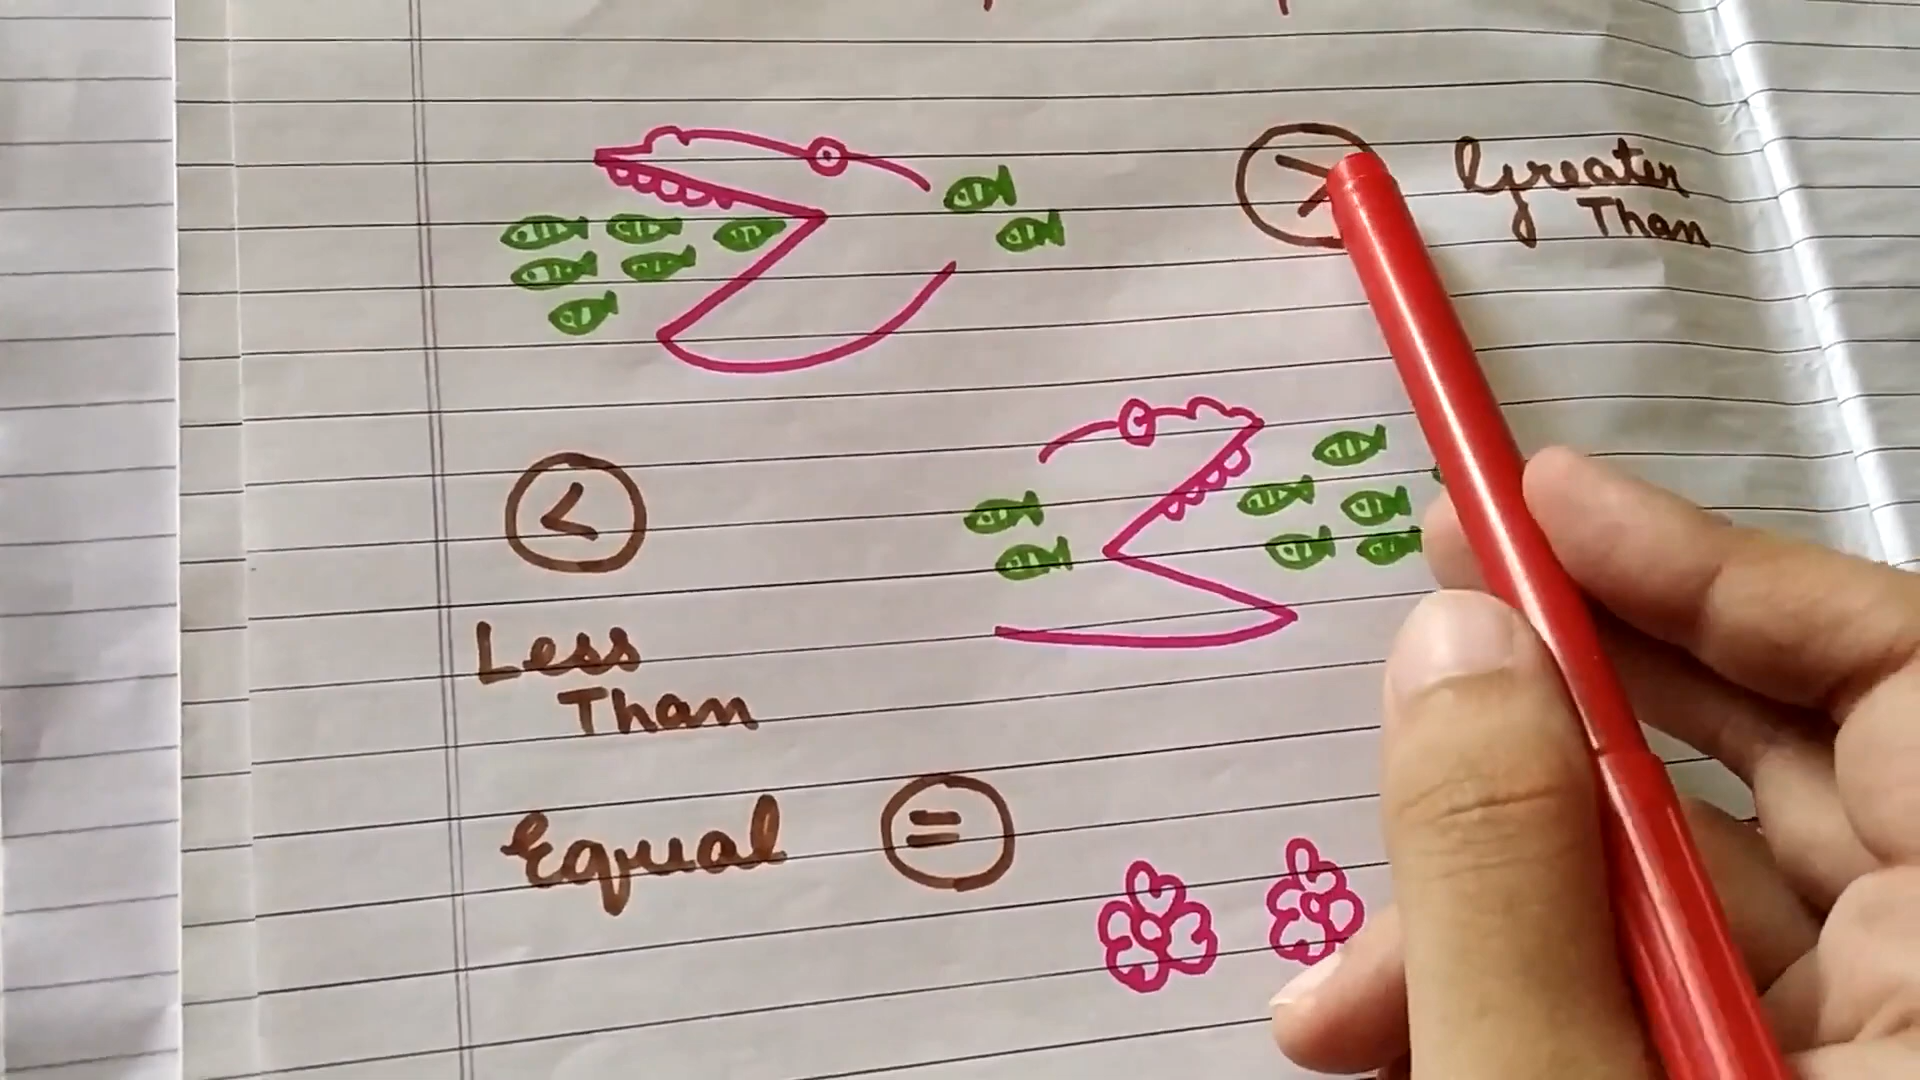 > Greater
Than
<
Less
Than
Equal =